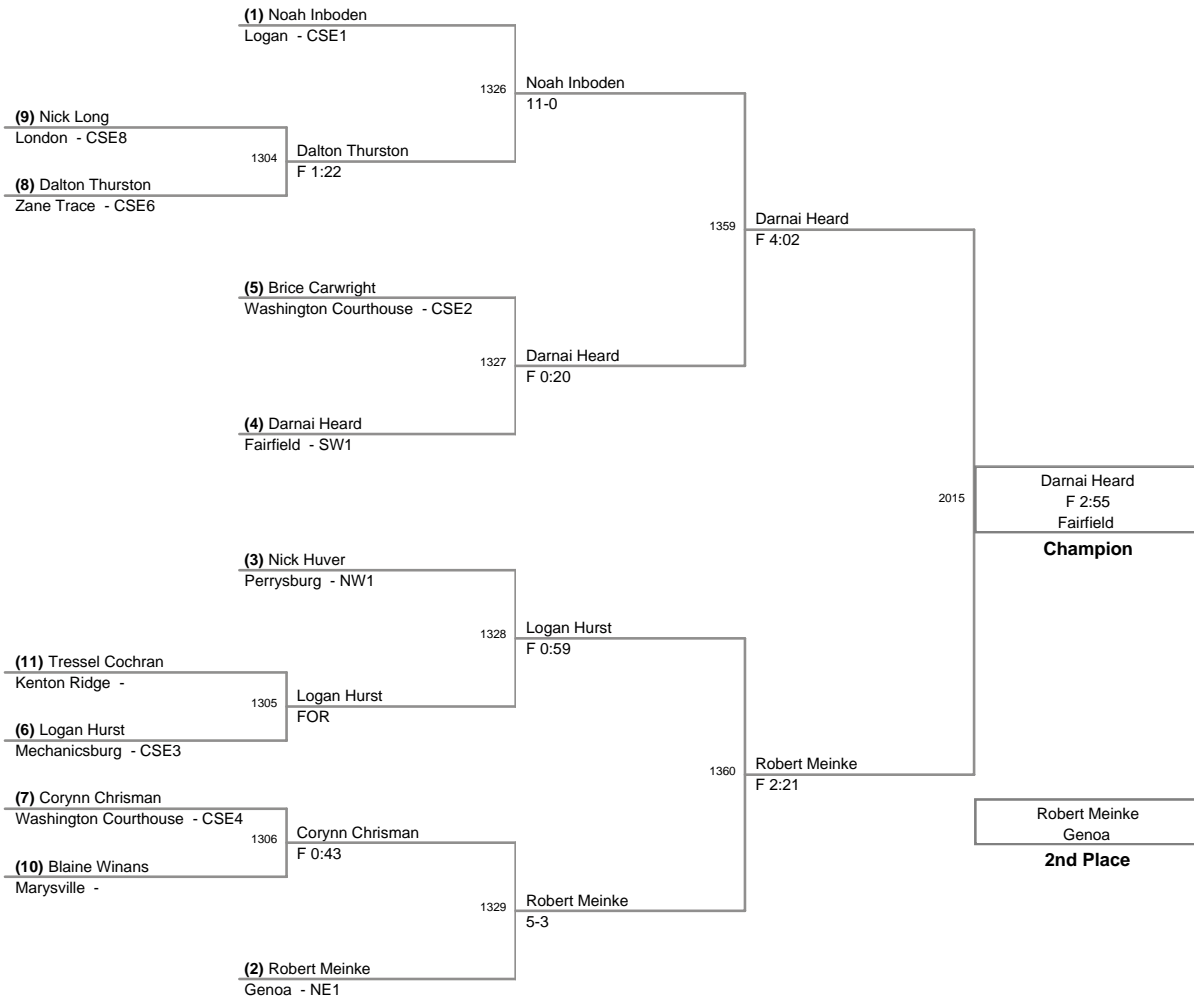 (1) Noah Inboden
Logan - CSE1
1326
Noah Inboden
11-0
(9) Nick Long
London - CSE8
1304
Dalton Thurston
F 1:22
(8) Dalton Thurston
Zane Trace - CSE6
1359
Darnai Heard
F 4:02
(5) Brice Carwright
Washington Courthouse - CSE2
1327
Darnai Heard
F 0:20
(4) Darnai Heard
Fairfield - SW1
2015
Darnai Heard
F 2:55
Fairfield
Champion
(3) Nick Huver
Perrysburg - NW1
1328
Logan Hurst
F 0:59
(11) Tressel Cochran
Kenton Ridge -
1305
Logan Hurst
FOR
(6) Logan Hurst
Mechanicsburg - CSE3
1360
Robert Meinke
F 2:21
(7) Corynn Chrisman
Washington Courthouse - CSE4
1306
Corynn Chrisman
F 0:43
(10) Blaine Winans
Marysville -
Robert Meinke
Genoa
2nd Place
1329
Robert Meinke
5-3
(2) Robert Meinke
Genoa - NE1